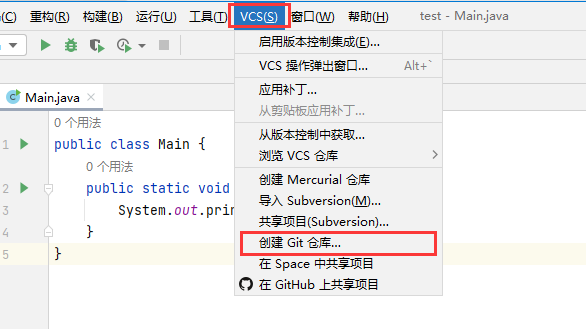 (C) 重构(R) 构建(B) 运行(U) 工具(T) VCS(S) 窗口(W) 帮助(H) test - Main.java
启用版本控制集成(E)...
VCS 操作弹出窗口... Alt+`
Main.java
应用补丁...
从剪贴板应用补丁...
0 个用法
1 public class Main {
从版本控制中获取...
浏览 VCS 仓库
0 个用法
创建 Mercurial 仓库
2 public static void
导入 Subversion(M)...
3 System.out.prin
共享项目(Subversion)...
4 }
创建 Git 仓库...
5 }
在 Space 中共享项目
在 GitHub 上共享项目